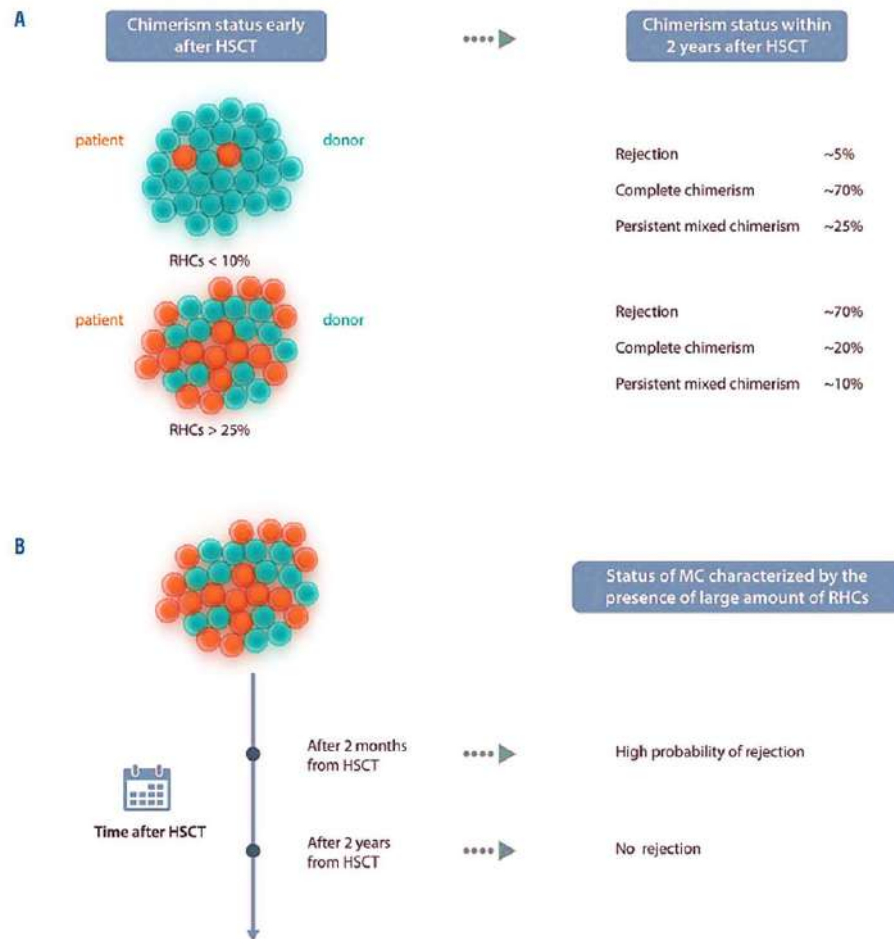 A
Chimerism status early
after HSCT
Chimerism status within
2 years after HSCT
patient
donor
RHCs < 10%
Rejection ~5%
Complete chimerism ~70%
Persistent mixed chimerism ~25%
patient
donor
RHCs > 25%
Rejection ~70%
Complete chimerism ~20%
Persistent mixed chimerism ~10%
B
Status of MC characterized by the
presence of large amount of RHCs
Time after HSCT
After 2 months
from HSCT
High probability of rejection
After 2 years
from HSCT
No rejection